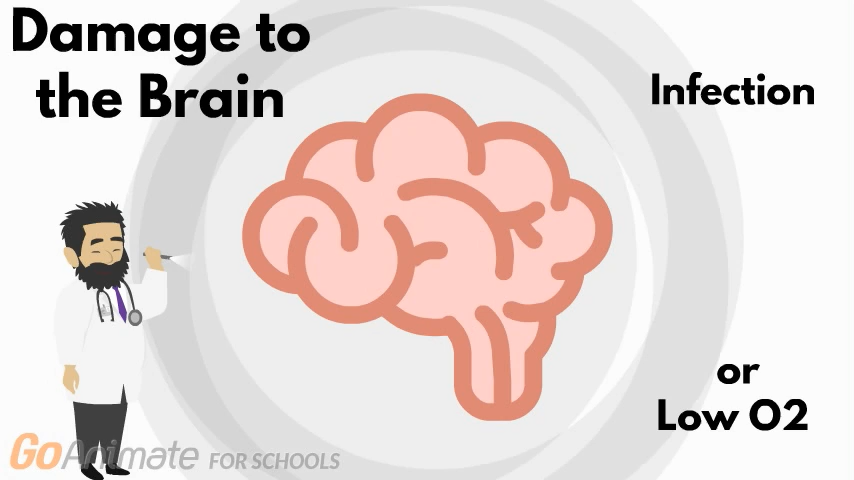 Damage to
the Brain
Infection
or
Low O2
GoAnimate FOR SCHOOLS